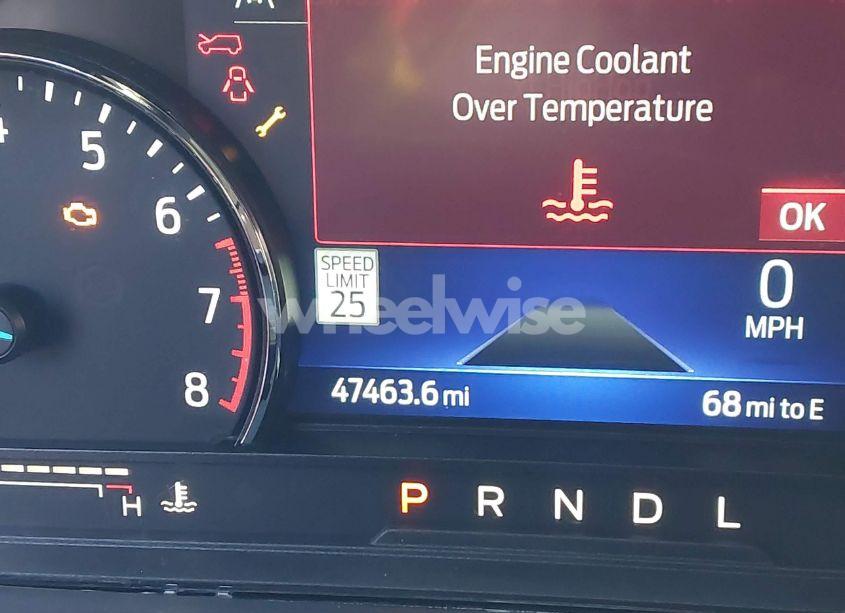 Engine Coolant
Over Temperature
OK
5
6
7
8
SPEED
LIMIT
25
0
MPH
wheelwise
47463.6 mi
68 mi to E
H
P R N D L